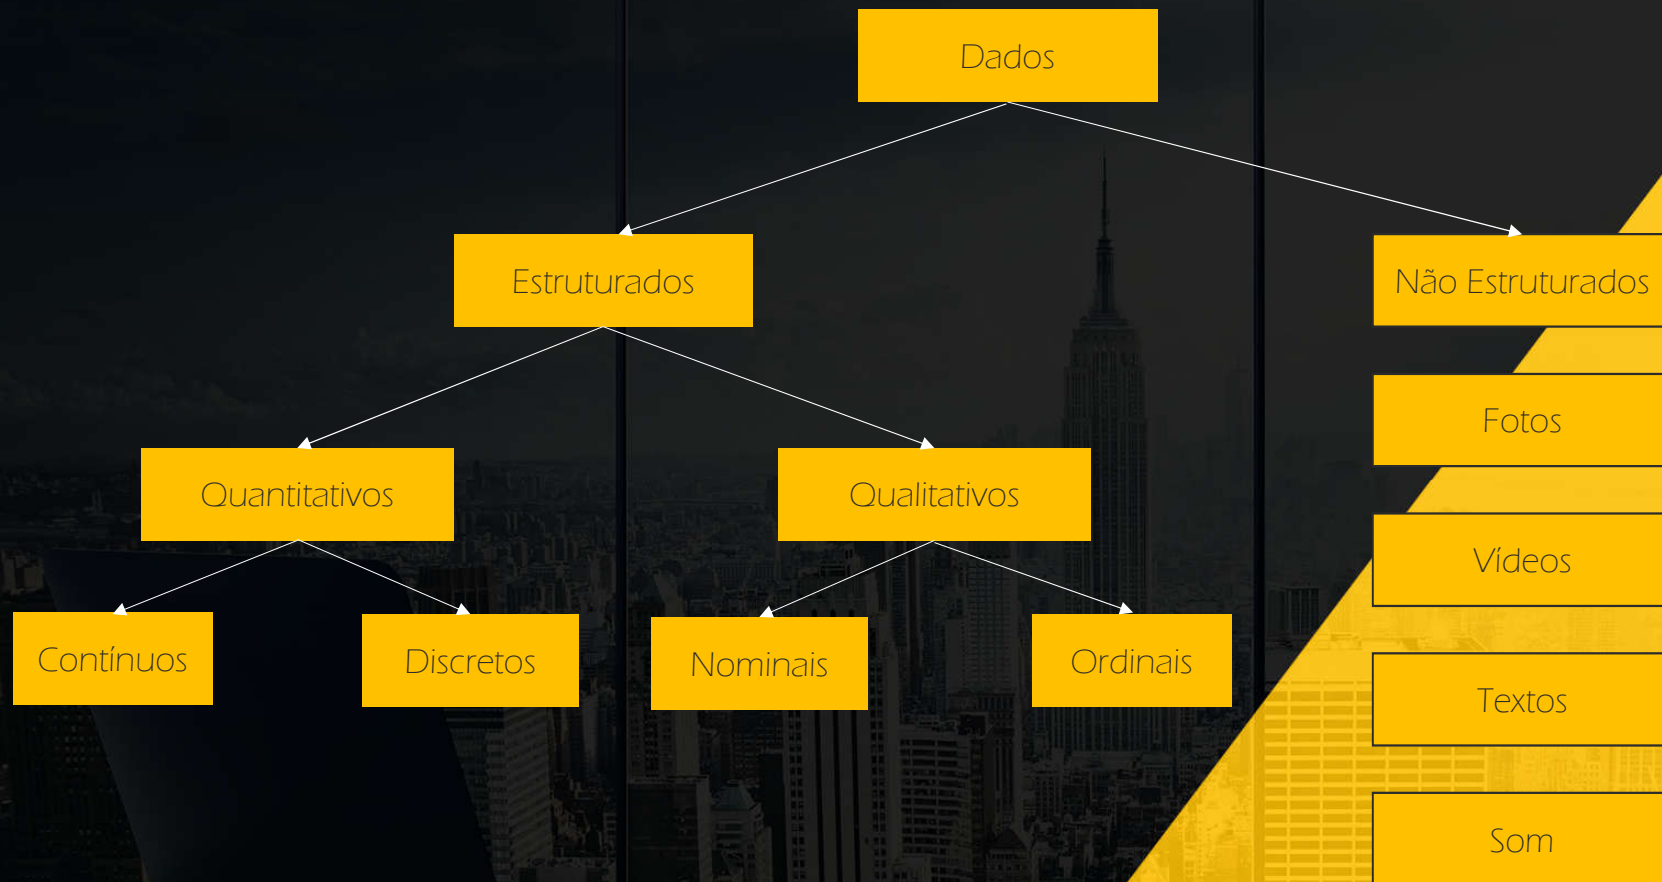 Dados
Estruturados
Não Estruturados
Quantitativos
Qualitativos
Fotos
Vídeos
Contínuos
Discretos
Nominais
Ordinais
Textos
Som